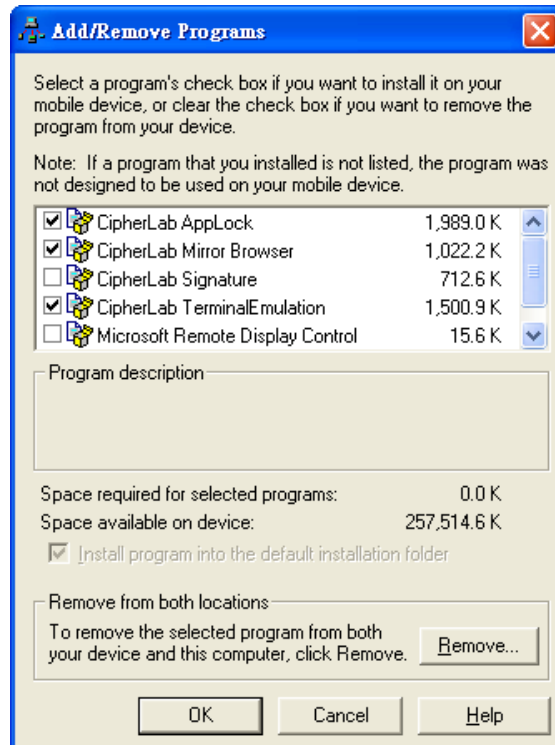 Add/Remove Programs
Select a program's check box if you want to install it on your
mobile device, or clear the check box if you want to remove the
program from your device.
Note: If a program that you installed is not listed, the program was
not designed to be used on your mobile device.
CipherLab AppLock 1,989.0 K
CipherLab Mirror Browser 1,022.2 K
CipherLab Signature 712.6 K
CipherLab TerminalEmulation 1,500.9 K
Microsoft Remote Display Control 15.6 K
Program description
Space required for selected programs: 0.0 K
Space available on device: 257,514.6 K
Install program into the default installation folder
Remove from both locations
To remove the selected program from both
your device and this computer, click Remove.
Remove...
OK Cancel Help